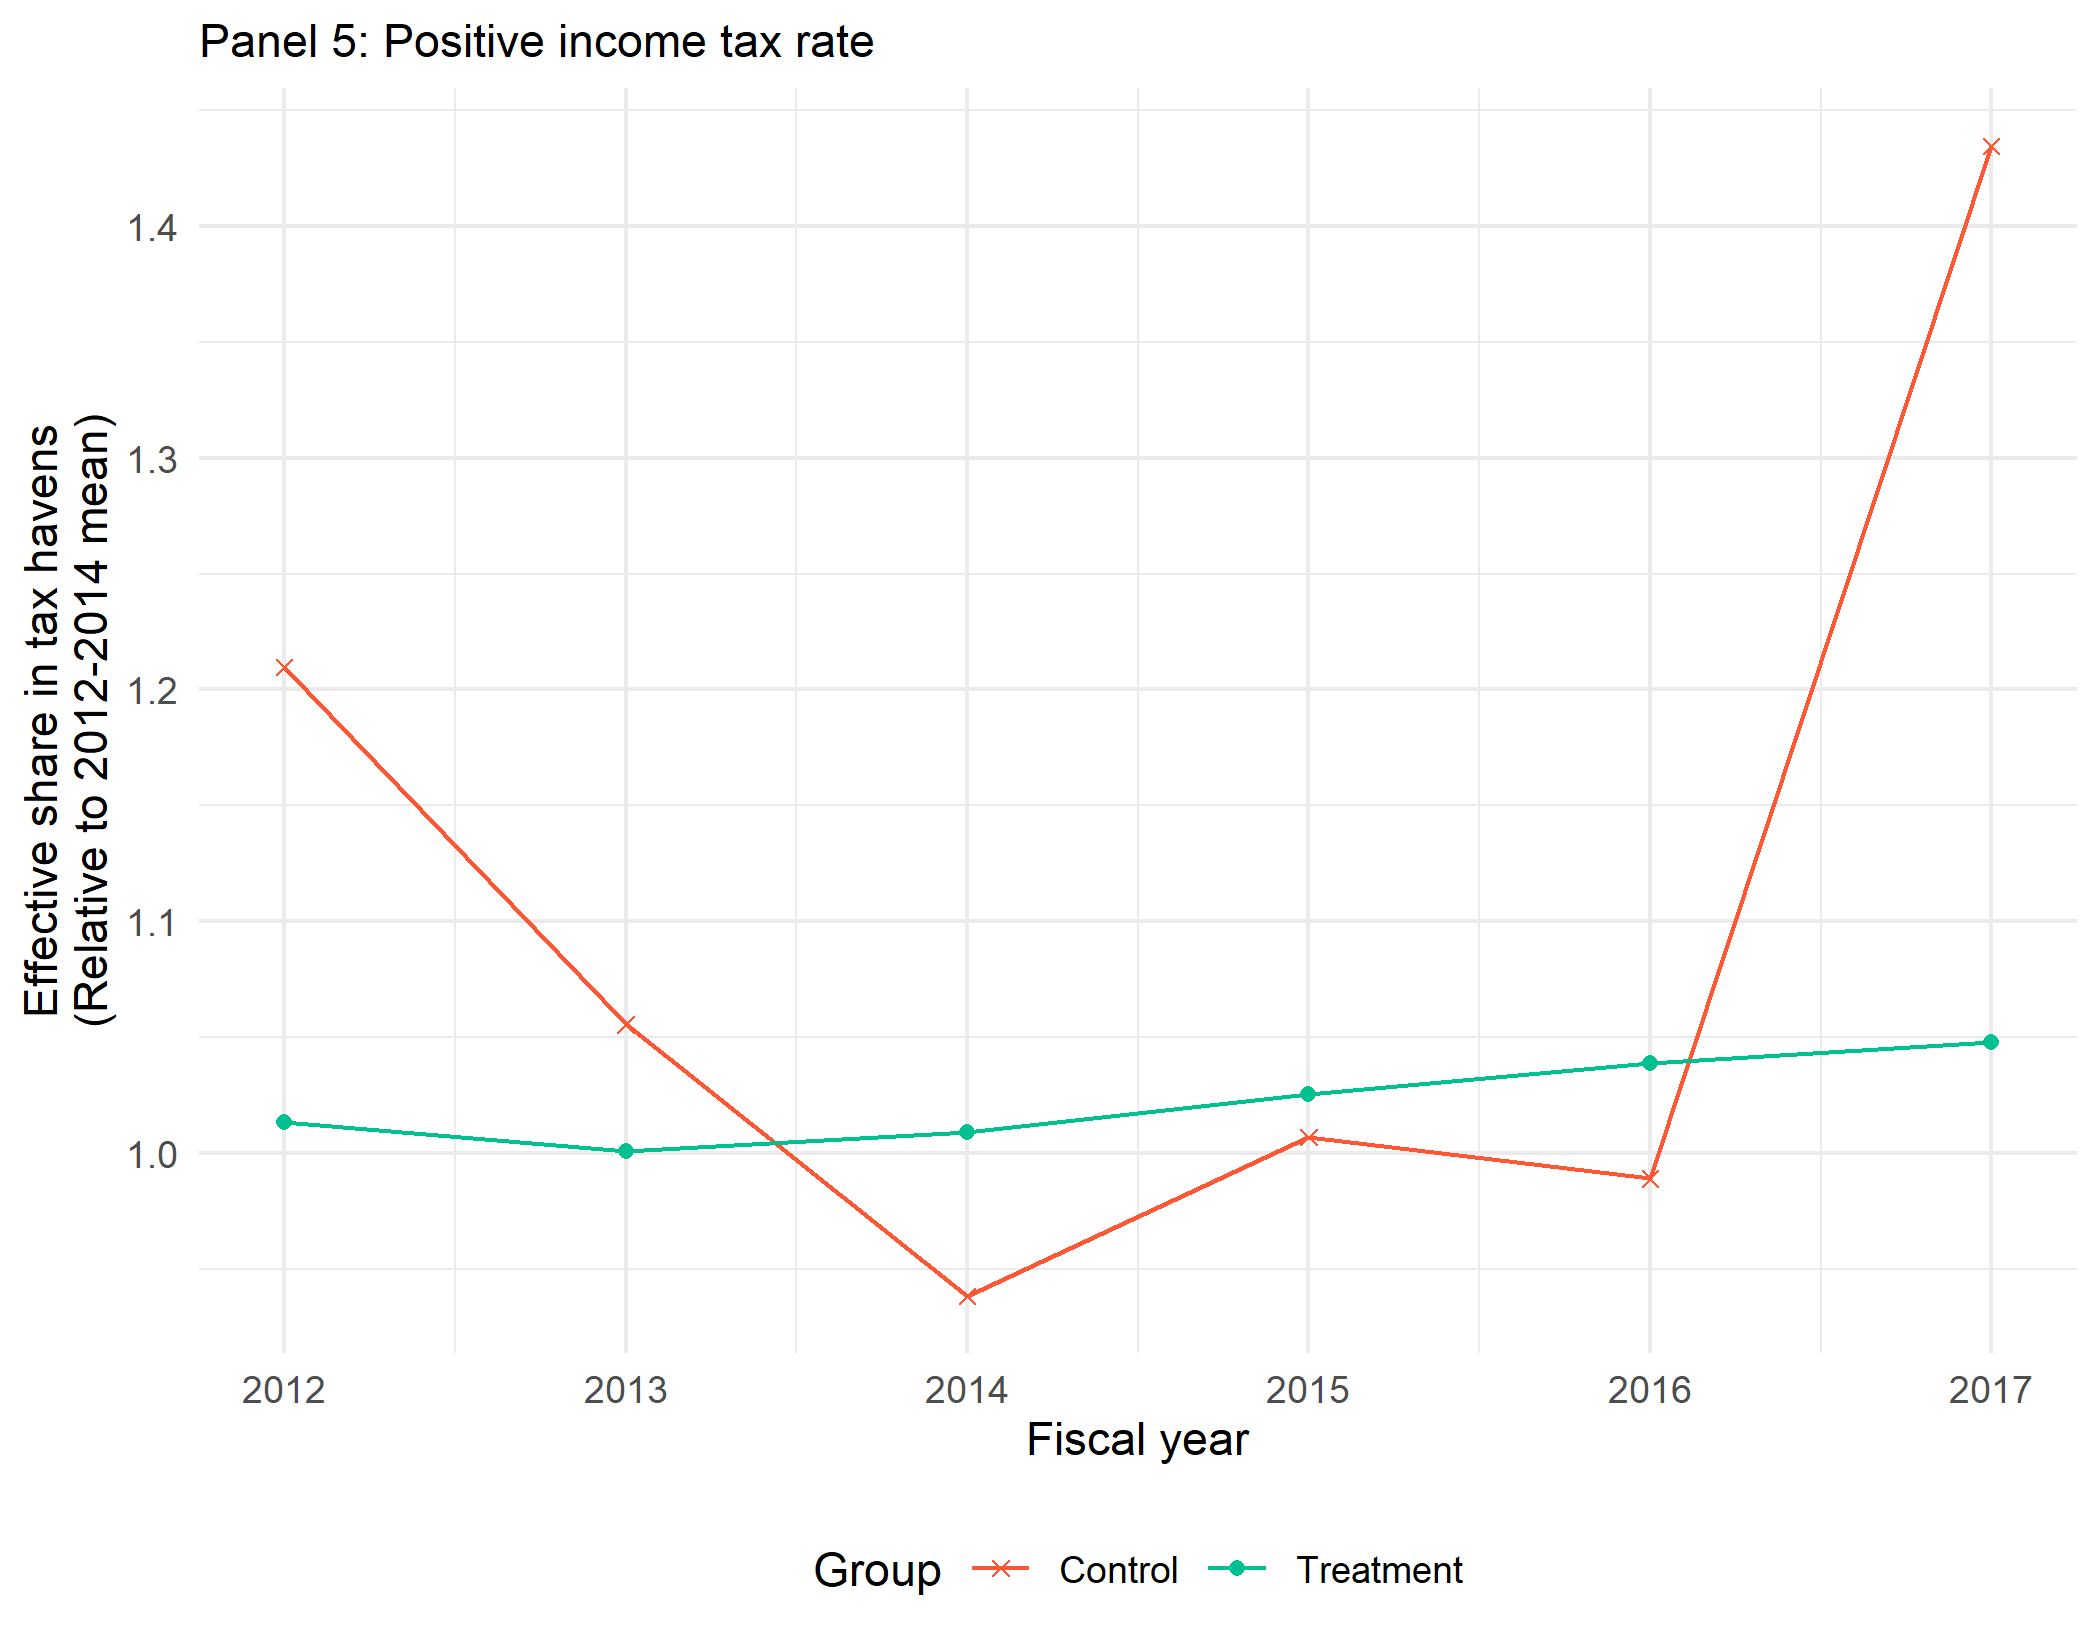 Panel 5: Positive income tax rate
Effective share in tax havens
(Relative to 2012-2014 mean)
1.4
1.3
1.2
1.1
1.0
2012 2013 2014 2015 2016 2017
Fiscal year
Group Control Treatment